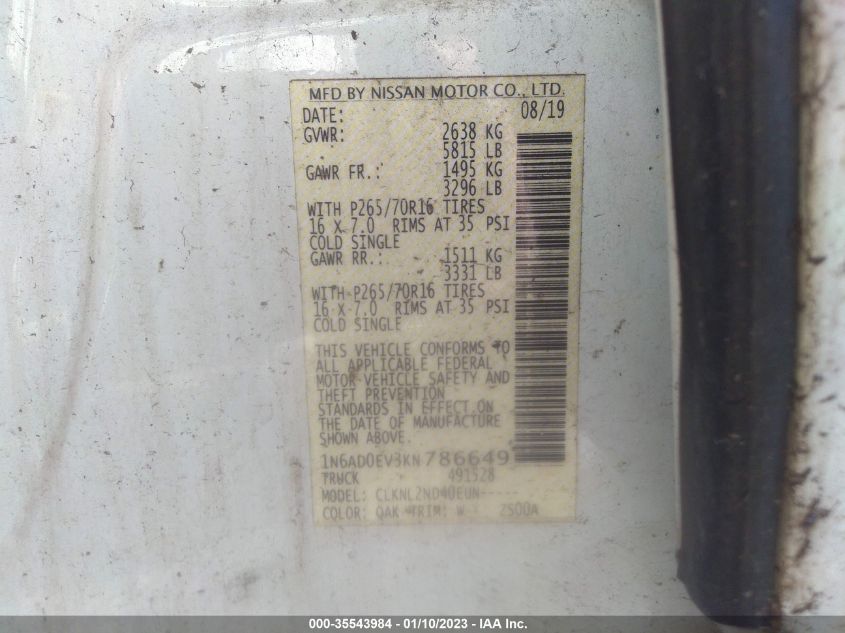 MFD BY NISSAN MOTOR CO., LTD.
DATE: 08/19
GVWR: 2638 KG
5815 LB
GAWR FR.: 1495 KG
3296 LB
WITH P265/70R16 TIRES
16 X 7.0 RIMS AT 35 PSI
COLD SINGLE
GAWR RR.: 1511 KG
3331 LB
WITH P265/70R16 TIRES
16 X 7.0 RIMS AT 35 PSI
COLD SINGLE
THIS VEHICLE CONFORMS TO
ALL APPLICABLE FEDERAL
MOTOR VEHICLE SAFETY AND
THEFT PREVENTION
STANDARDS IN EFFECT ON
THE DATE OF MANUFACTURE
SHOWN ABOVE
1N6AD0EV3KN786649
TRUCK 491528
MODEL: CLKNL2ND40EUN-----
COLOR: QAK TRIM: W 2S00A
000-35543984 - 01/10/2023 - IAA Inc.